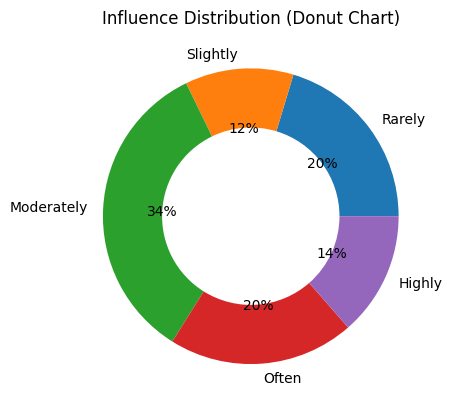 Influence Distribution (Donut Chart)
Slightly
Rarely
12%
20%
Moderately
34%
14%
Highly
20%
Often